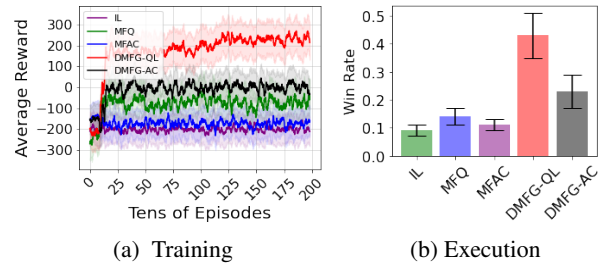 IL
MFQ
MFAC
DMFG-QL
DMFG-AC
Average Reward
300
200
100
0
−100
−200
−300
0
25
50
75
100
125
150
175
200
Tens of Episodes
(a) Training
Win Rate
0.5
0.4
0.3
0.2
0.1
0.0
IL
MFQ
MFAC
DMFG-QL
DMFG-AC
(b) Execution